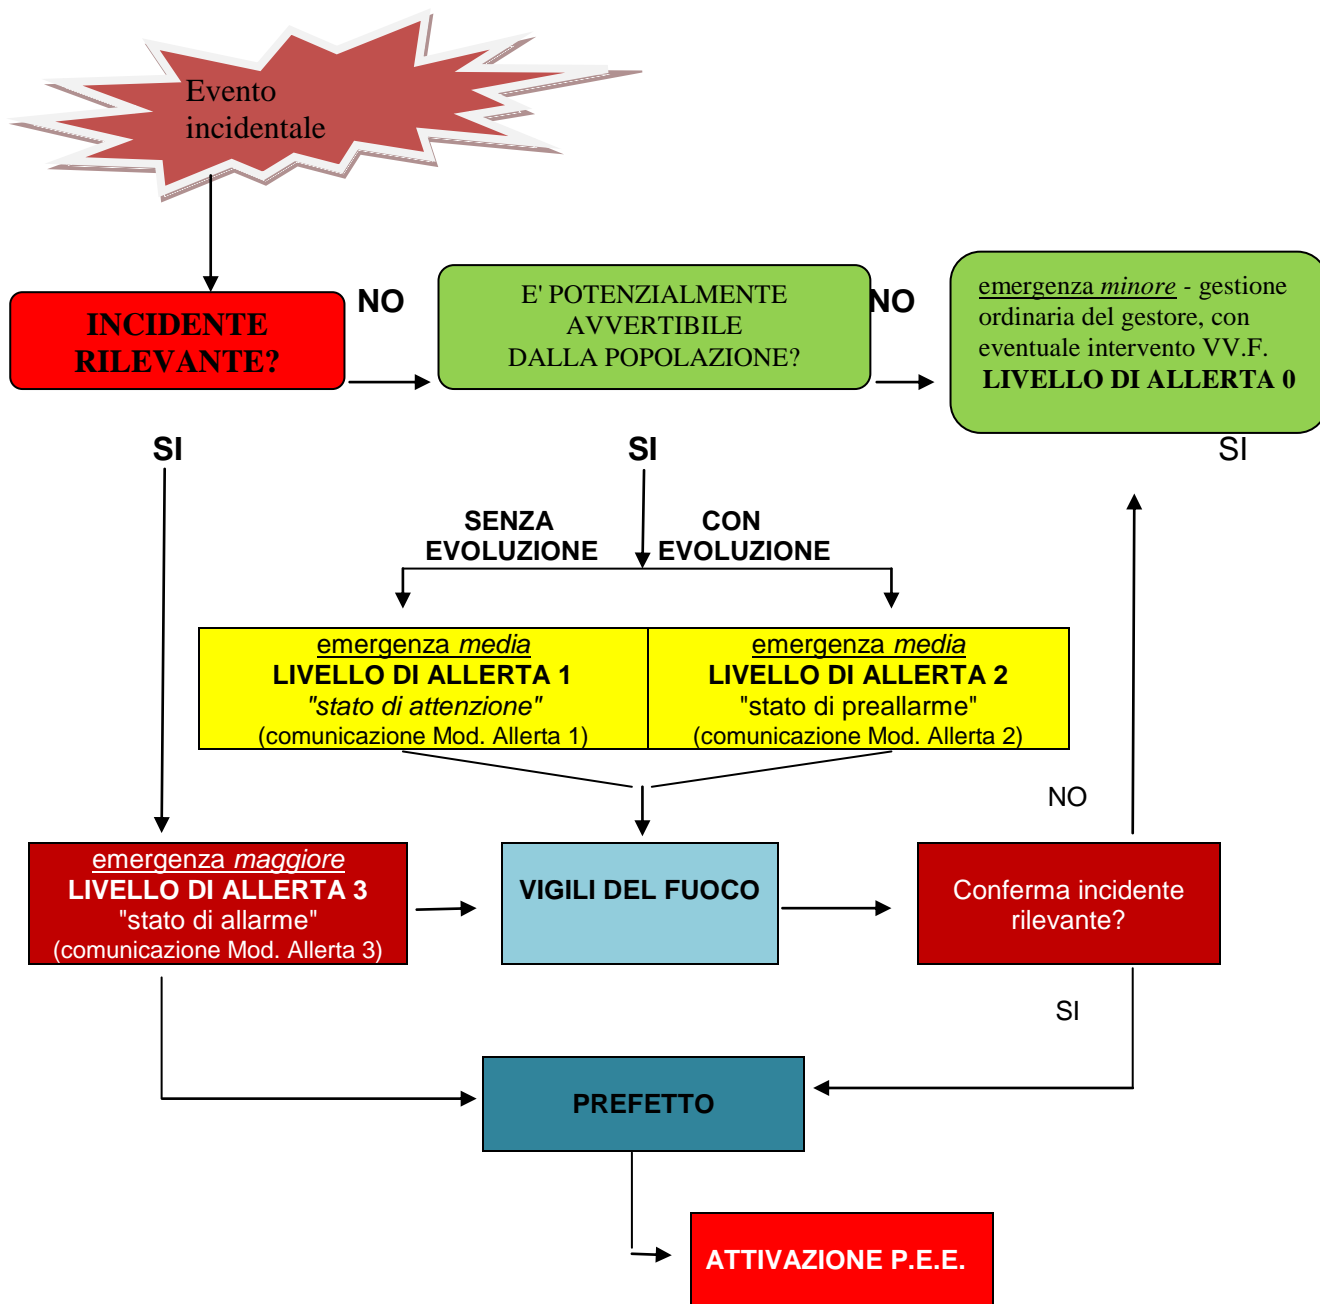 Evento
incidentale
INCIDENTE
RILEVANTE?
NO
E' POTENZIALMENTE
AVVERTIBILE
DALLA POPOLAZIONE?
NO
emergenza minore - gestione
ordinaria del gestore, con
eventuale intervento VV.F.
LIVELLO DI ALLERTA 0
SI
SI
SI
SENZA
EVOLUZIONE
CON
EVOLUZIONE
emergenza media
LIVELLO DI ALLERTA 1
"stato di attenzione"
(comunicazione Mod. Allerta 1)
emergenza media
LIVELLO DI ALLERTA 2
"stato di preallarme"
(comunicazione Mod. Allerta 2)
NO
emergenza maggiore
LIVELLO DI ALLERTA 3
"stato di allarme"
(comunicazione Mod. Allerta 3)
VIGILI DEL FUOCO
Conferma incidente
rilevante?
SI
PREFETTO
ATTIVAZIONE P.E.E.